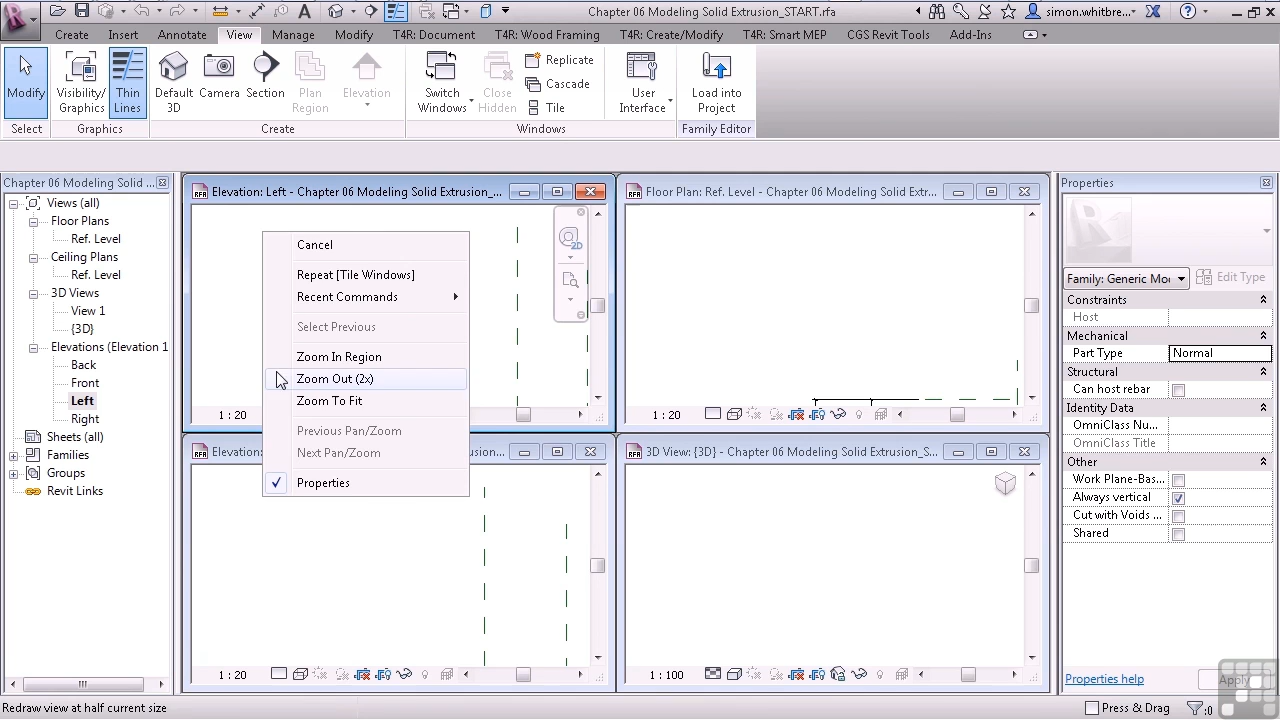 Chapter 06 Modeling Solid Extrusion_START.rfa
simon.whitbre...
Create Insert Annotate View Manage Modify T4R: Document T4R: Wood Framing T4R: Create/Modify T4R: Smart MEP CGS Revit Tools Add-Ins
Modify
Visibility/ Graphics
Thin Lines
Default 3D
Camera
Section
Plan Region
Elevation
Switch Windows
Close Hidden
Replicate
Cascade
Tile
User Interface
Load into Project
Select
Graphics
Create
Windows
Family Editor
Chapter 06 Modeling Solid ...
Views (all)
Floor Plans
Ref. Level
Ceiling Plans
Ref. Level
3D Views
View 1
{3D}
Elevations (Elevation 1
Back
Front
Left
Right
Sheets (all)
Families
Groups
Revit Links
RFA Elevation: Left - Chapter 06 Modeling Solid Extrusion_...
2D
Cancel
Repeat [Tile Windows]
Recent Commands
Select Previous
Zoom In Region
Zoom Out (2x)
Zoom To Fit
Previous Pan/Zoom
Next Pan/Zoom
Properties
1 : 20
RFA Floor Plan: Ref. Level - Chapter 06 Modeling Solid Extr...
1 : 20
RFA Elevation: usion_...
1 : 20
RFA 3D View: {3D} - Chapter 06 Modeling Solid Extrusion_S...
1 : 100
Properties
Family: Generic Mo
Edit Type
Constraints
Host
Mechanical
Part Type Normal
Structural
Can host rebar
Identity Data
OmniClass Nu...
OmniClass Title
Other
Work Plane-Bas...
Always vertical
Cut with Voids ...
Shared
Properties help
Apply
Redraw view at half current size
Press & Drag
:0